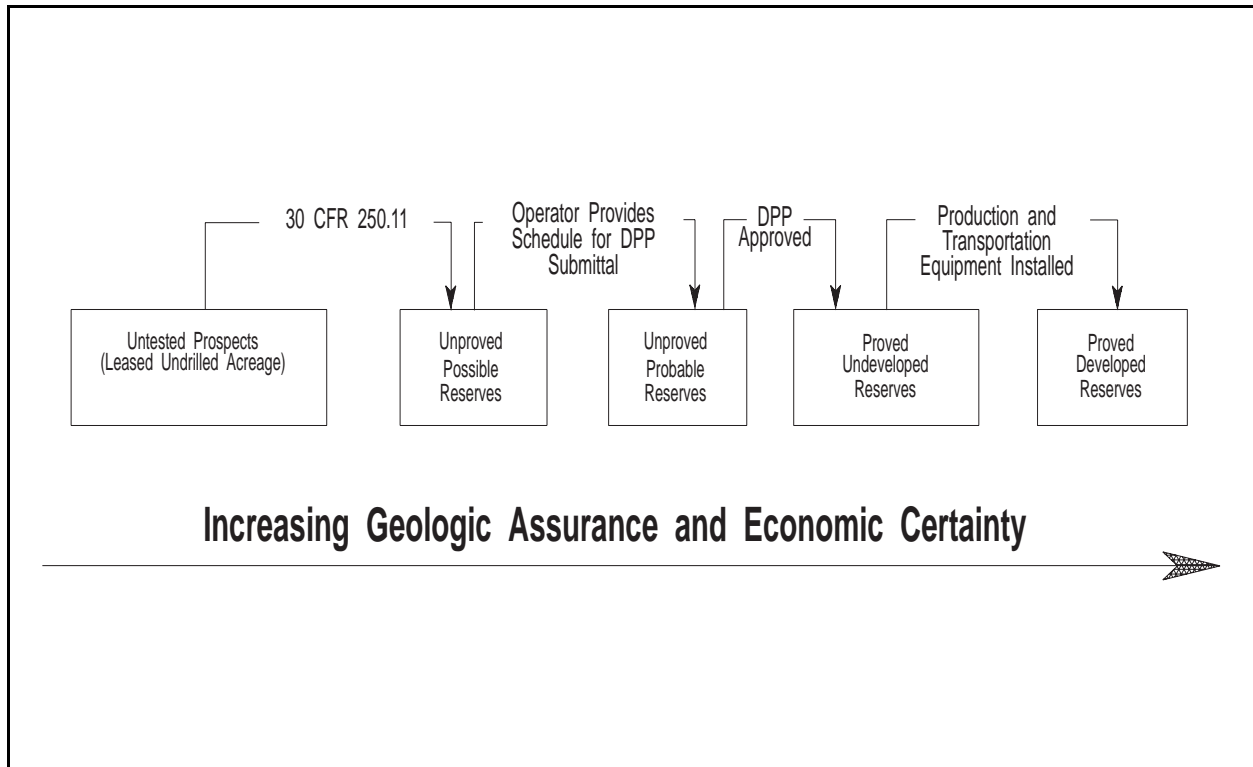 30 CFR 250.11
Operator Provides
Schedule for DPP
Submittal
DPP
Approved
Production and
Transportation
Equipment Installed
Untested Prospects
(Leased Undrilled Acreage)
Unproved
Possible
Reserves
Unproved
Probable
Reserves
Proved
Undeveloped
Reserves
Proved
Developed
Reserves
Increasing Geologic Assurance and Economic Certainty